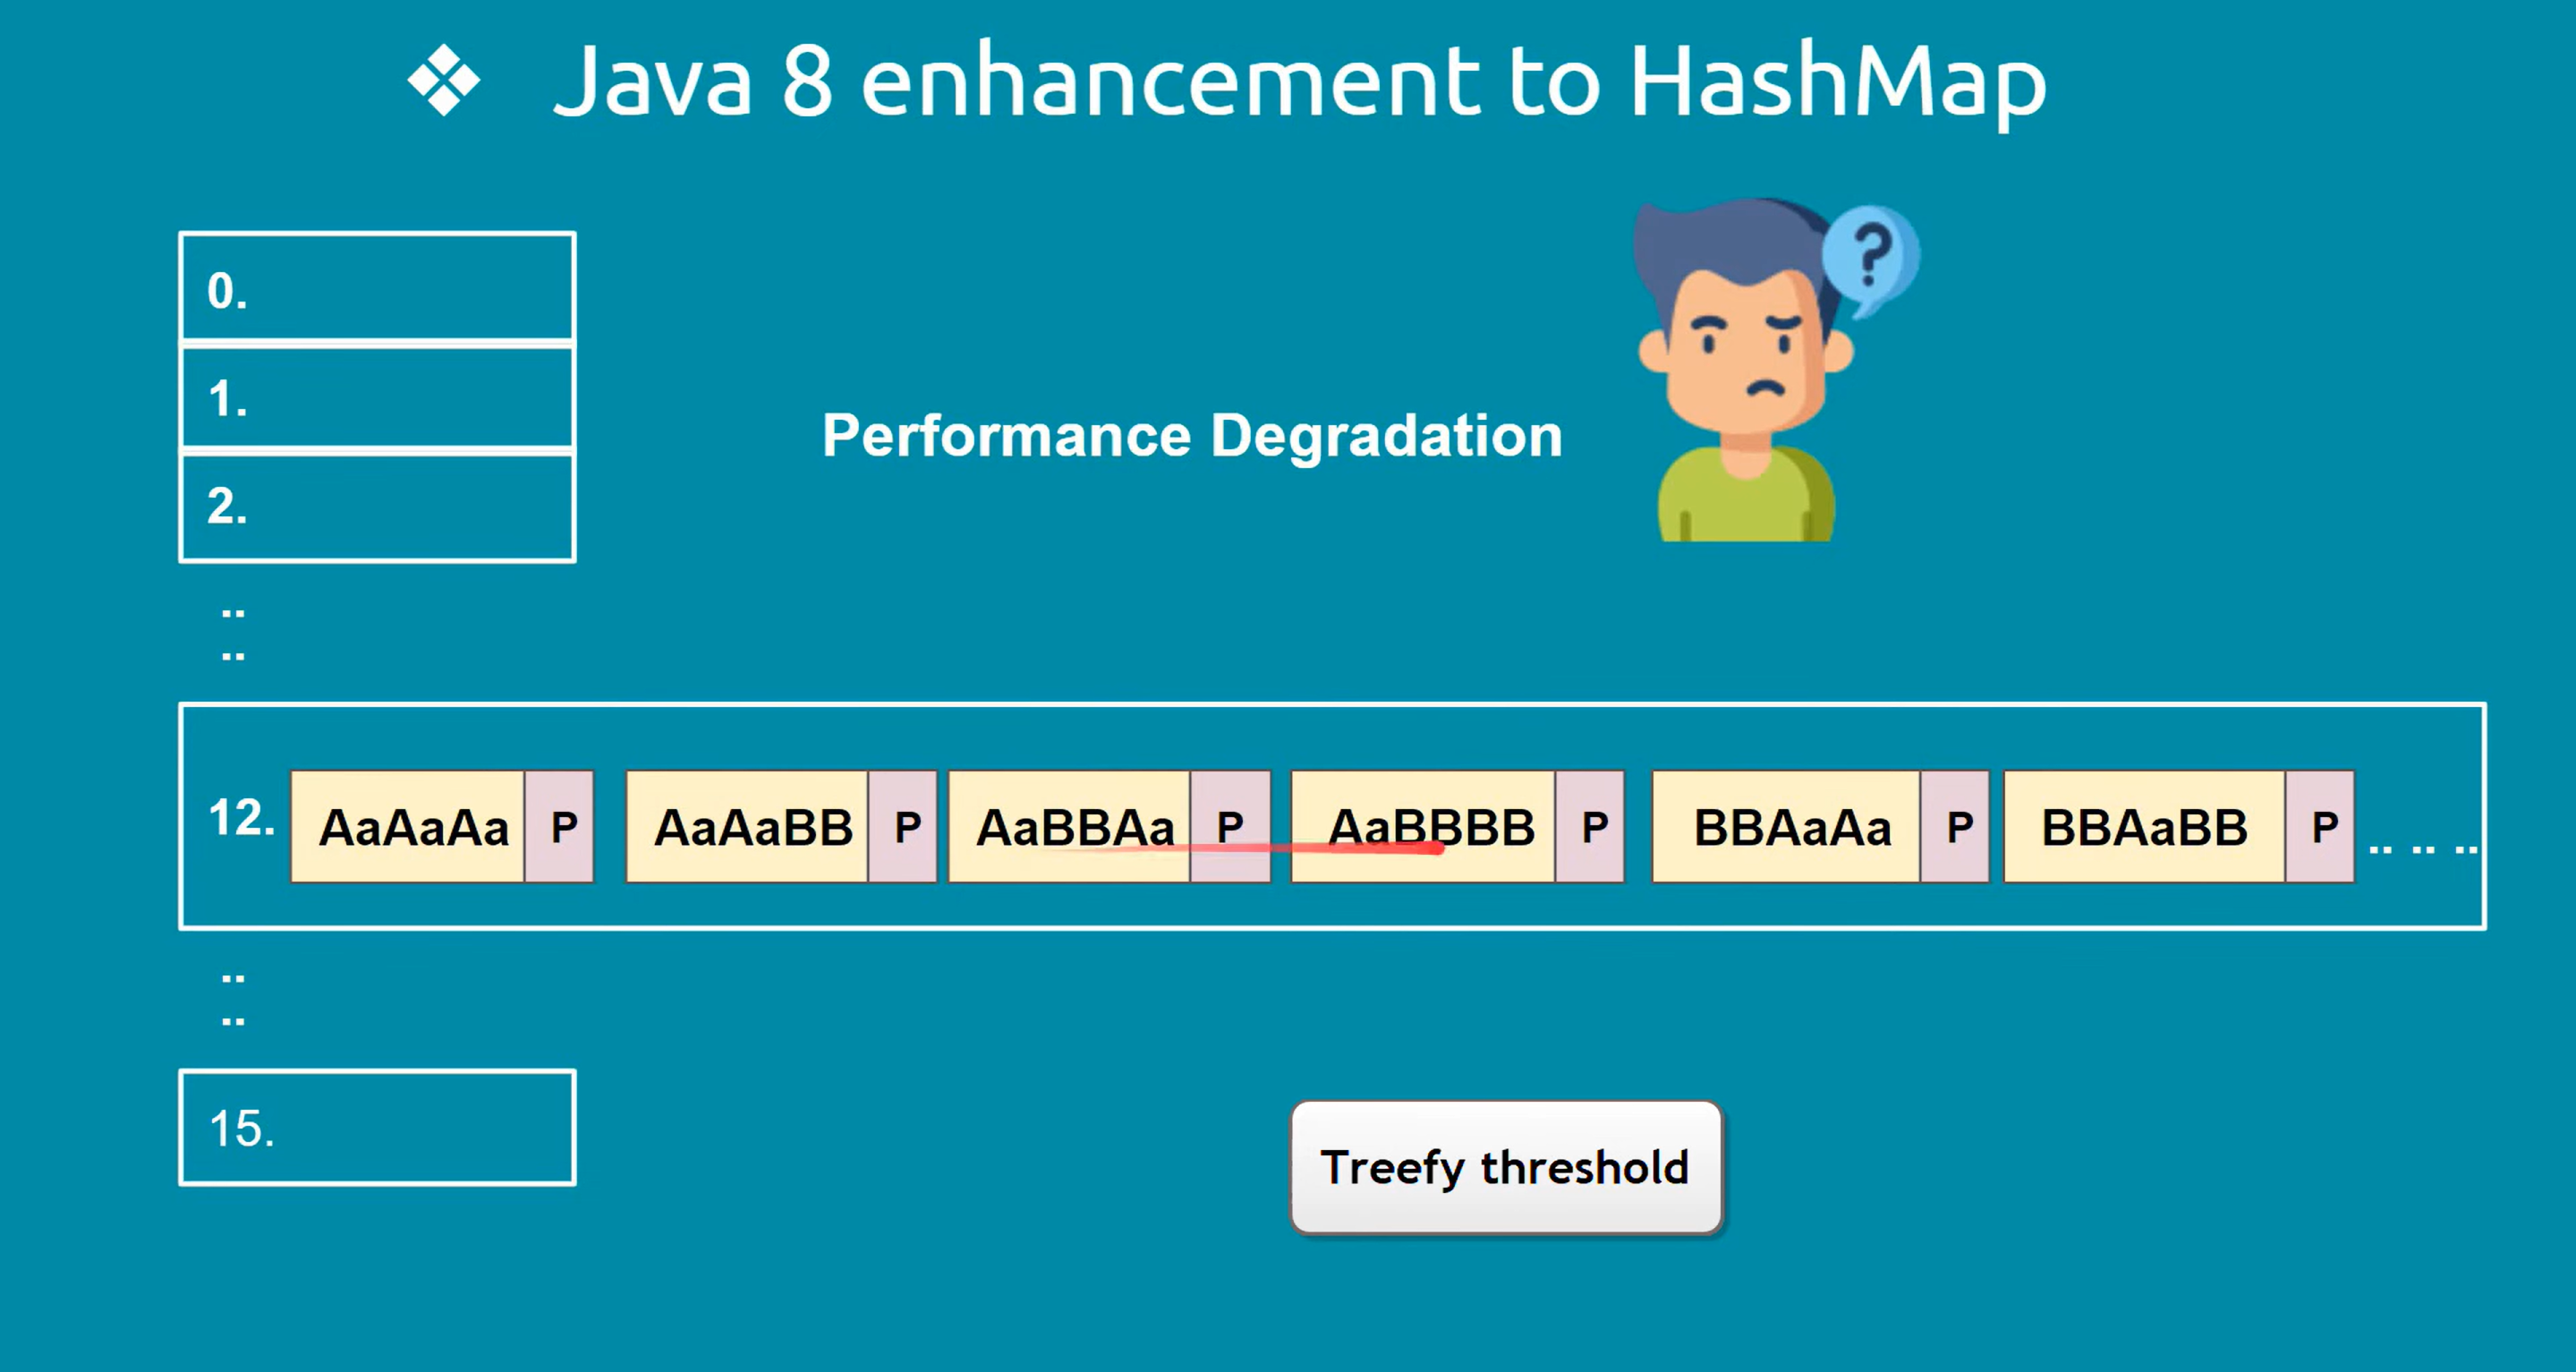 ❖ Java 8 enhancement to HashMap
0.
1.
2.
Performance Degradation
?
..
..
12. AaAaAa P AaAaBB P AaBBAa P AaBBBB P BBAaAa P BBAaBB P .. .. ..
..
..
15.
Treefy threshold